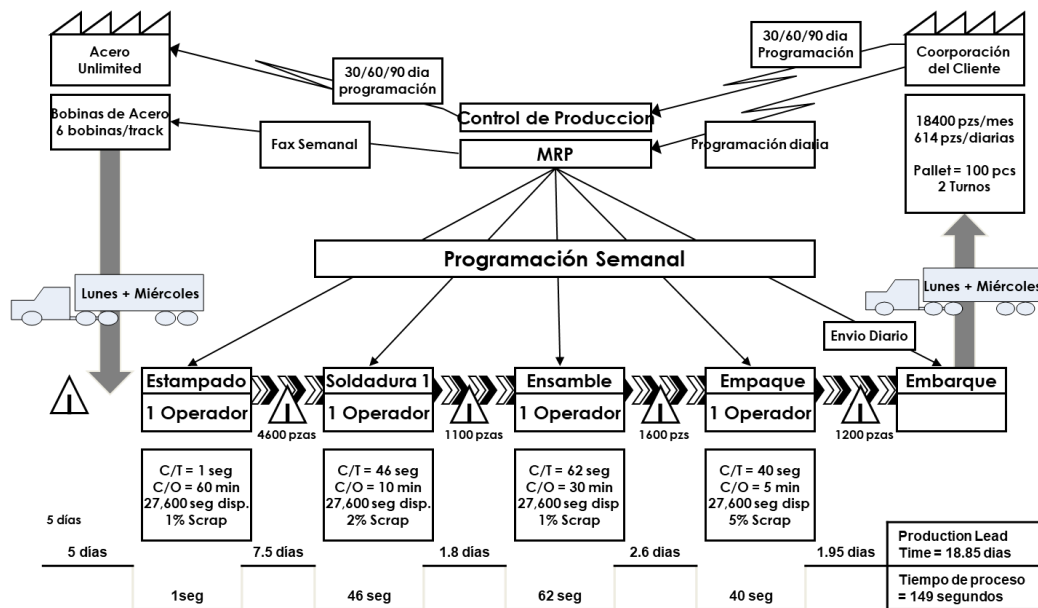 Acero
Unlimited
30/60/90 dia
programación
30/60/90 dia
Programación
Coorporación
del Cliente
Bobinas de Acero
6 bobinas/track
Fax Semanal
Control de Produccion
MRP
Programación diaria
18400 pzs/mes
614 pzs/diarias
Pallet = 100 pcs
2 Turnos
Programación Semanal
Lunes + Miércoles
Lunes + Miércoles
Envio Diario
I
Estampado
1 Operador
I
4600 pzas
Soldadura 1
1 Operador
I
1100 pzas
Ensamble
1 Operador
I
1600 pzs
Empaque
1 Operador
I
1200 pzas
Embarque
C/T = 1 seg
C/O = 60 min
27,600 seg disp.
1% Scrap
C/T = 46 seg
C/O = 10 min
27,600 seg disp.
2% Scrap
C/T = 62 seg
C/O = 30 min
27,600 seg disp
1% Scrap
C/T = 40 seg
C/O = 5 min
27,600 seg disp
5% Scrap
5 días
5 días
7.5 dias
1.8 días
2.6 dias
1.95 días
Production Lead
Time = 18.85 dias
1seg
46 seg
62 seg
40 seg
Tiempo de proceso
= 149 segundos